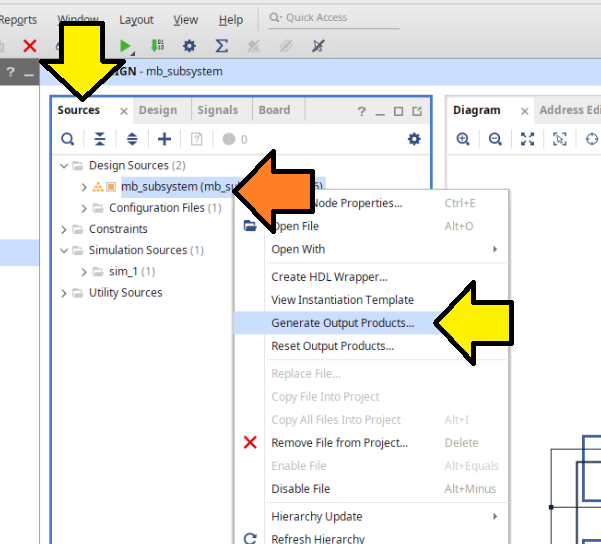 Reports Window Layout View Help Quick Access
IGN - mb_subsystem
Sources Design Signals Board
0
Diagram Address Edi
Design Sources (2)
mb_subsystem (mb_su
Configuration Files (1)
Constraints
Simulation Sources (1)
sim_1 (1)
Utility Sources
Node Properties... Ctrl+E
Open File Alt+O
Open With
Create HDL Wrapper...
View Instantiation Template
Generate Output Products...
Reset Output Products...
Replace File...
Copy File Into Project
Copy All Files Into Project Alt+I
Remove File from Project... Delete
Enable File Alt+Equals
Disable File Alt+Minus
Hierarchy Update
Refresh Hierarchy